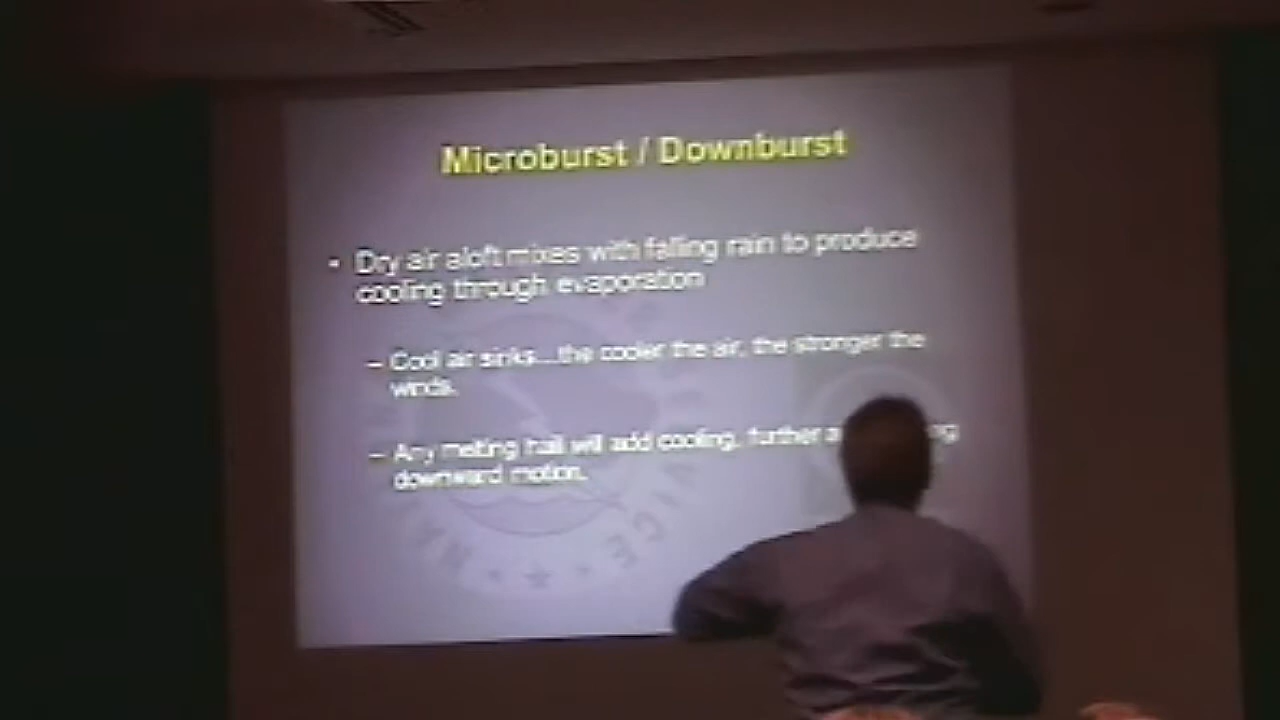 Microburst / Downburst
• Dry air aloft mixes with falling rain to produce
cooling through evaporation
– Cool air sinks...the cooler the air, the stronger the
winds.
– Any melting hail will add cooling, further
downward motion.